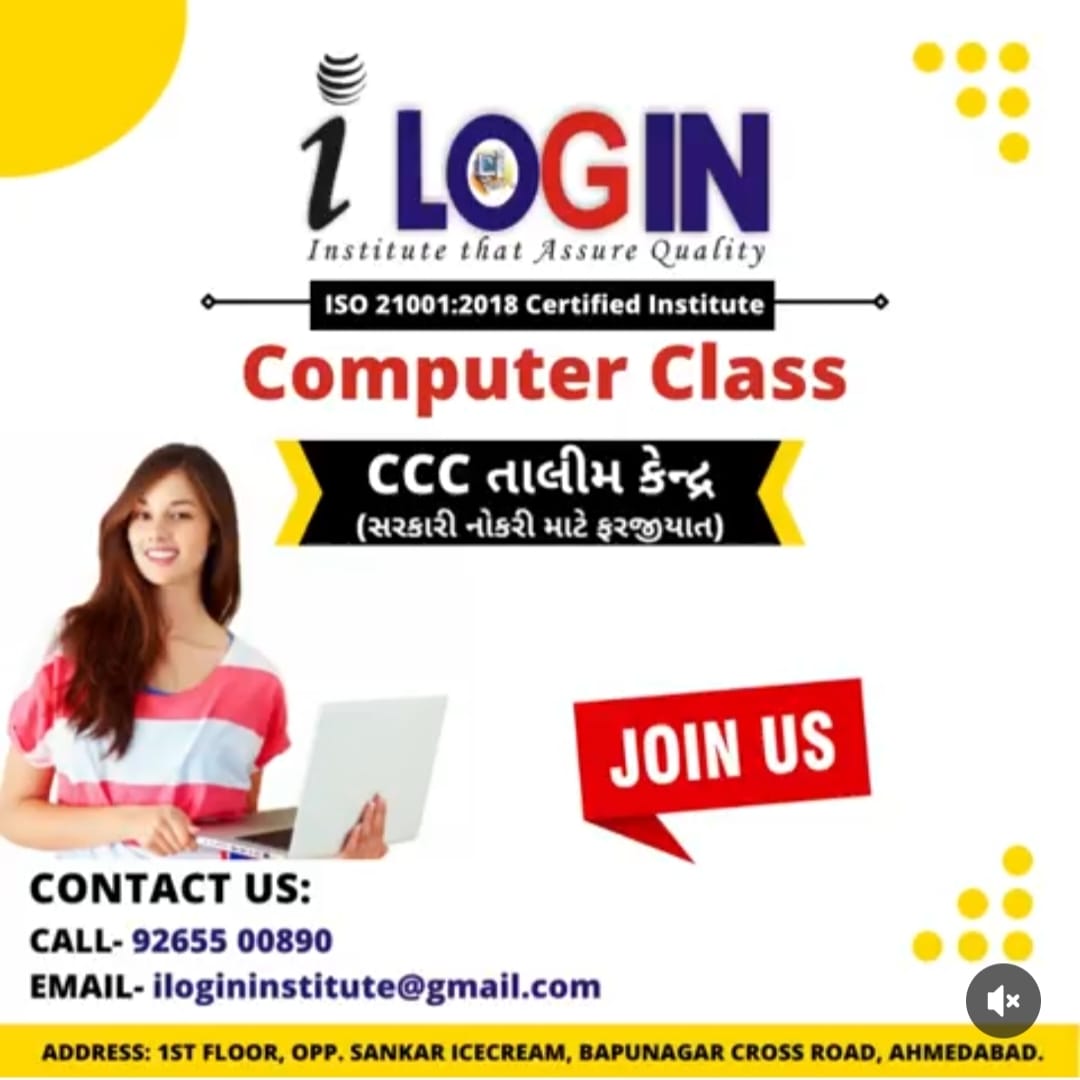 i LOGIN
Institute that Assure Quality
ISO 21001:2018 Certified Institute
Computer Class
CCC તાલીમ કેન્દ્ર
(સરકારી નોકરી માટે ફરજીયાત)
JOIN US
CONTACT US:
CALL- 92655 00890
EMAIL- ilogininstitute@gmail.com
ADDRESS: 1ST FLOOR, OPP. SANKAR ICECREAM, BAPUNAGAR CROSS ROAD, AHMEDABAD.